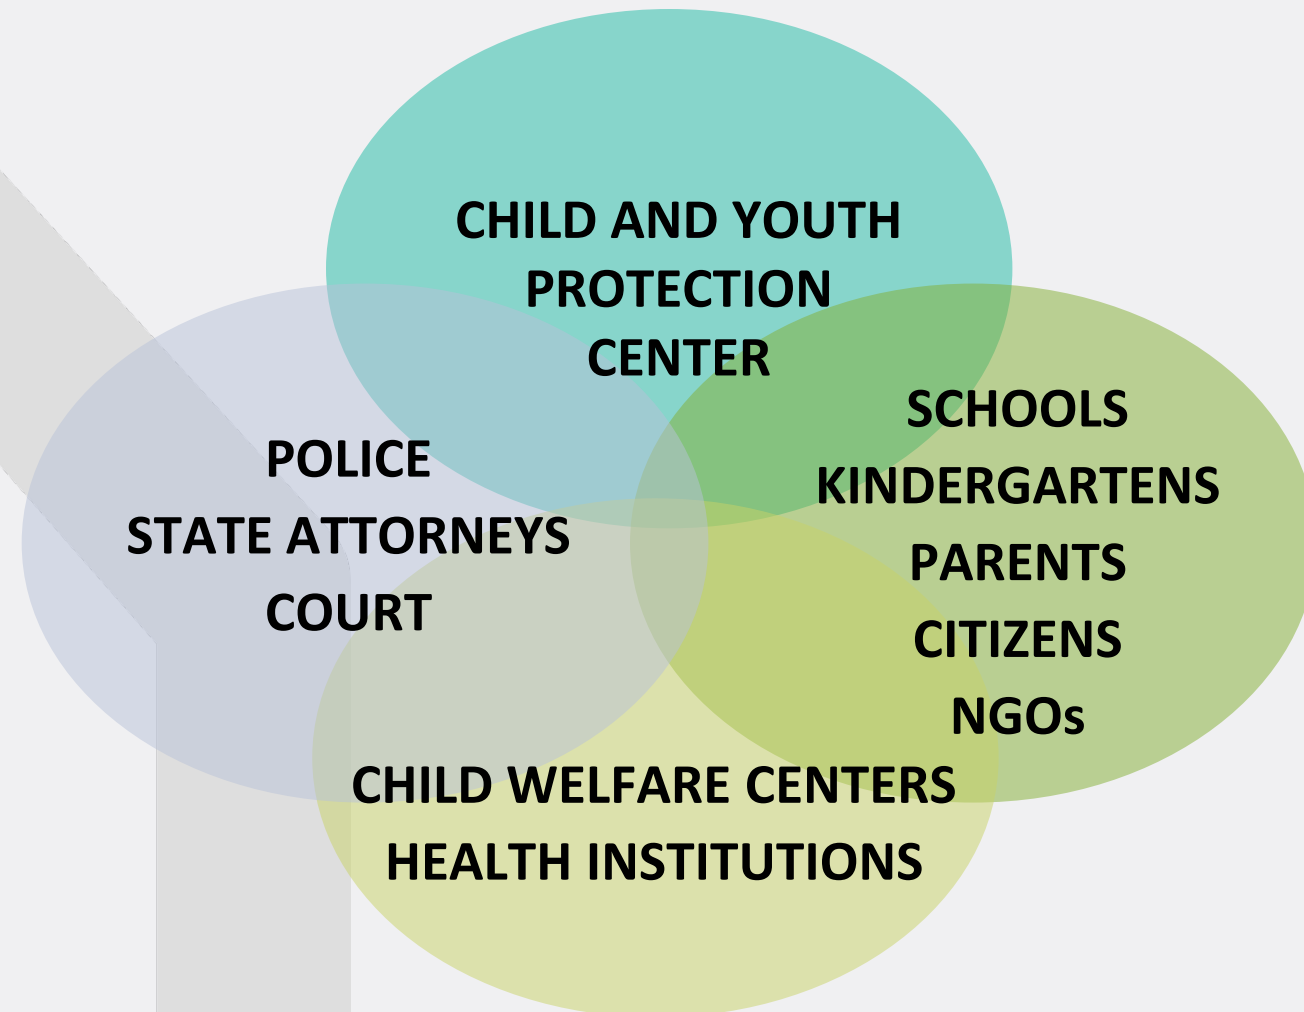 CHILD AND YOUTH
PROTECTION
CENTER
POLICE
STATE ATTORNEYS
COURT
SCHOOLS
KINDERGARTENS
PARENTS
CITIZENS
NGOs
CHILD WELFARE CENTERS
HEALTH INSTITUTIONS